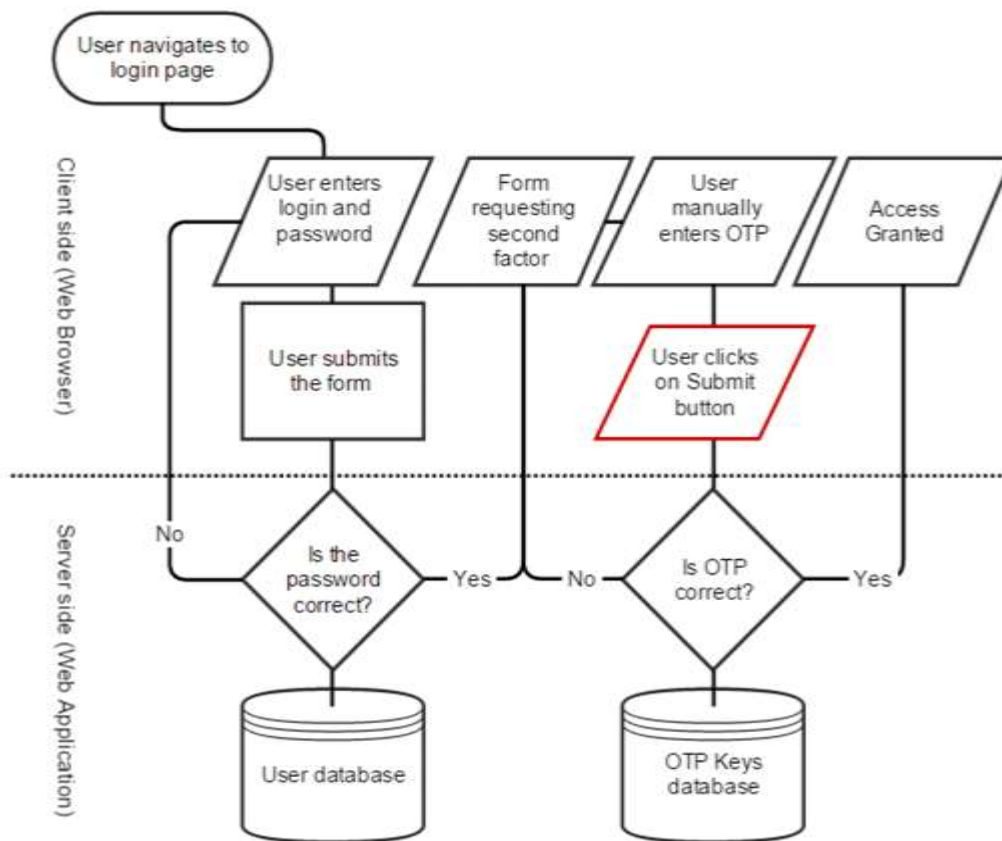 User navigates to
login page
Client side (Web Browser)
User enters
login and
password
Form
requesting
second
factor
User
manually
enters OTP
Access
Granted
User submits
the form
User clicks
on Submit
button
Server side (Web Application)
No
Is the
password
correct?
Yes
No
Is OTP
correct?
Yes
User database
OTP Keys
database